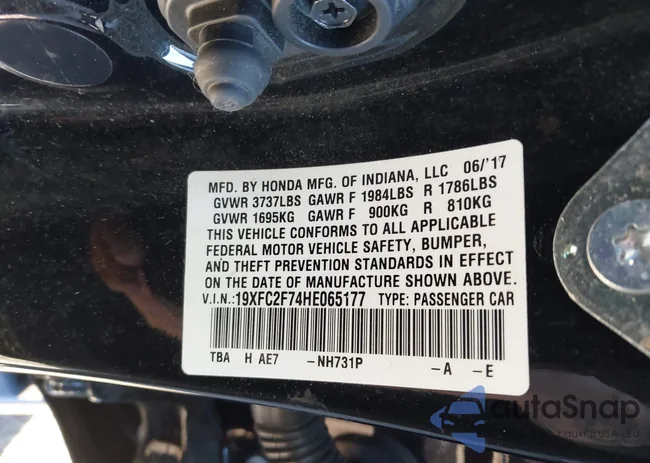 MFD. BY HONDA MFG. OF INDIANA, LLC 06/'17
GVWR 3737LBS GAWR F 1984LBS R 1786LBS
GVWR 1695KG GAWR F 900KG R 810KG
THIS VEHICLE CONFORMS TO ALL APPLICABLE
FEDERAL MOTOR VEHICLE SAFETY, BUMPER,
AND THEFT PREVENTION STANDARDS IN EFFECT
ON THE DATE OF MANUFACTURE SHOWN ABOVE.
V.I.N.:19XFC2F74HE065177 TYPE: PASSENGER CAR
TBA H AE7 -NH731P -A -E
autoSnap